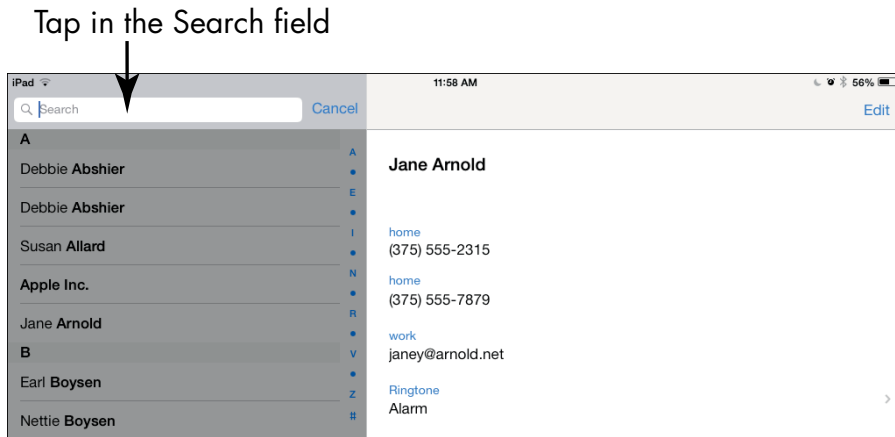 Tap in the Search field
iPad 11:58 AM 56%
Search Cancel Edit
A
Debbie Abshier
Debbie Abshier
Susan Allard
Apple Inc.
Jane Arnold
B
Earl Boysen
Nettie Boysen
A
E
I
N
R
V
Z
#
Jane Arnold
home
(375) 555-2315
home
(375) 555-7879
work
janey@arnold.net
Ringtone
Alarm